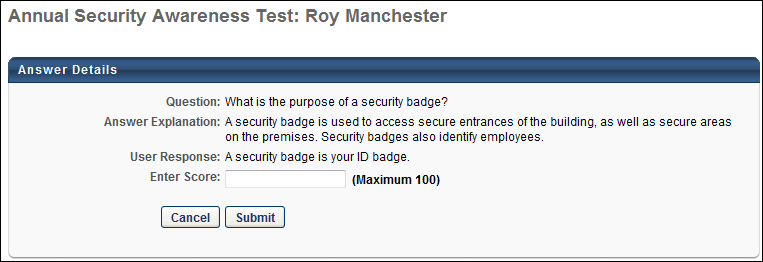 Annual Security Awareness Test: Roy Manchester
Answer Details
Question: What is the purpose of a security badge?
Answer Explanation: A security badge is used to access secure entrances of the building, as well as secure areas
on the premises. Security badges also identify employees.
User Response: A security badge is your ID badge.
Enter Score: (Maximum 100)
Cancel Submit